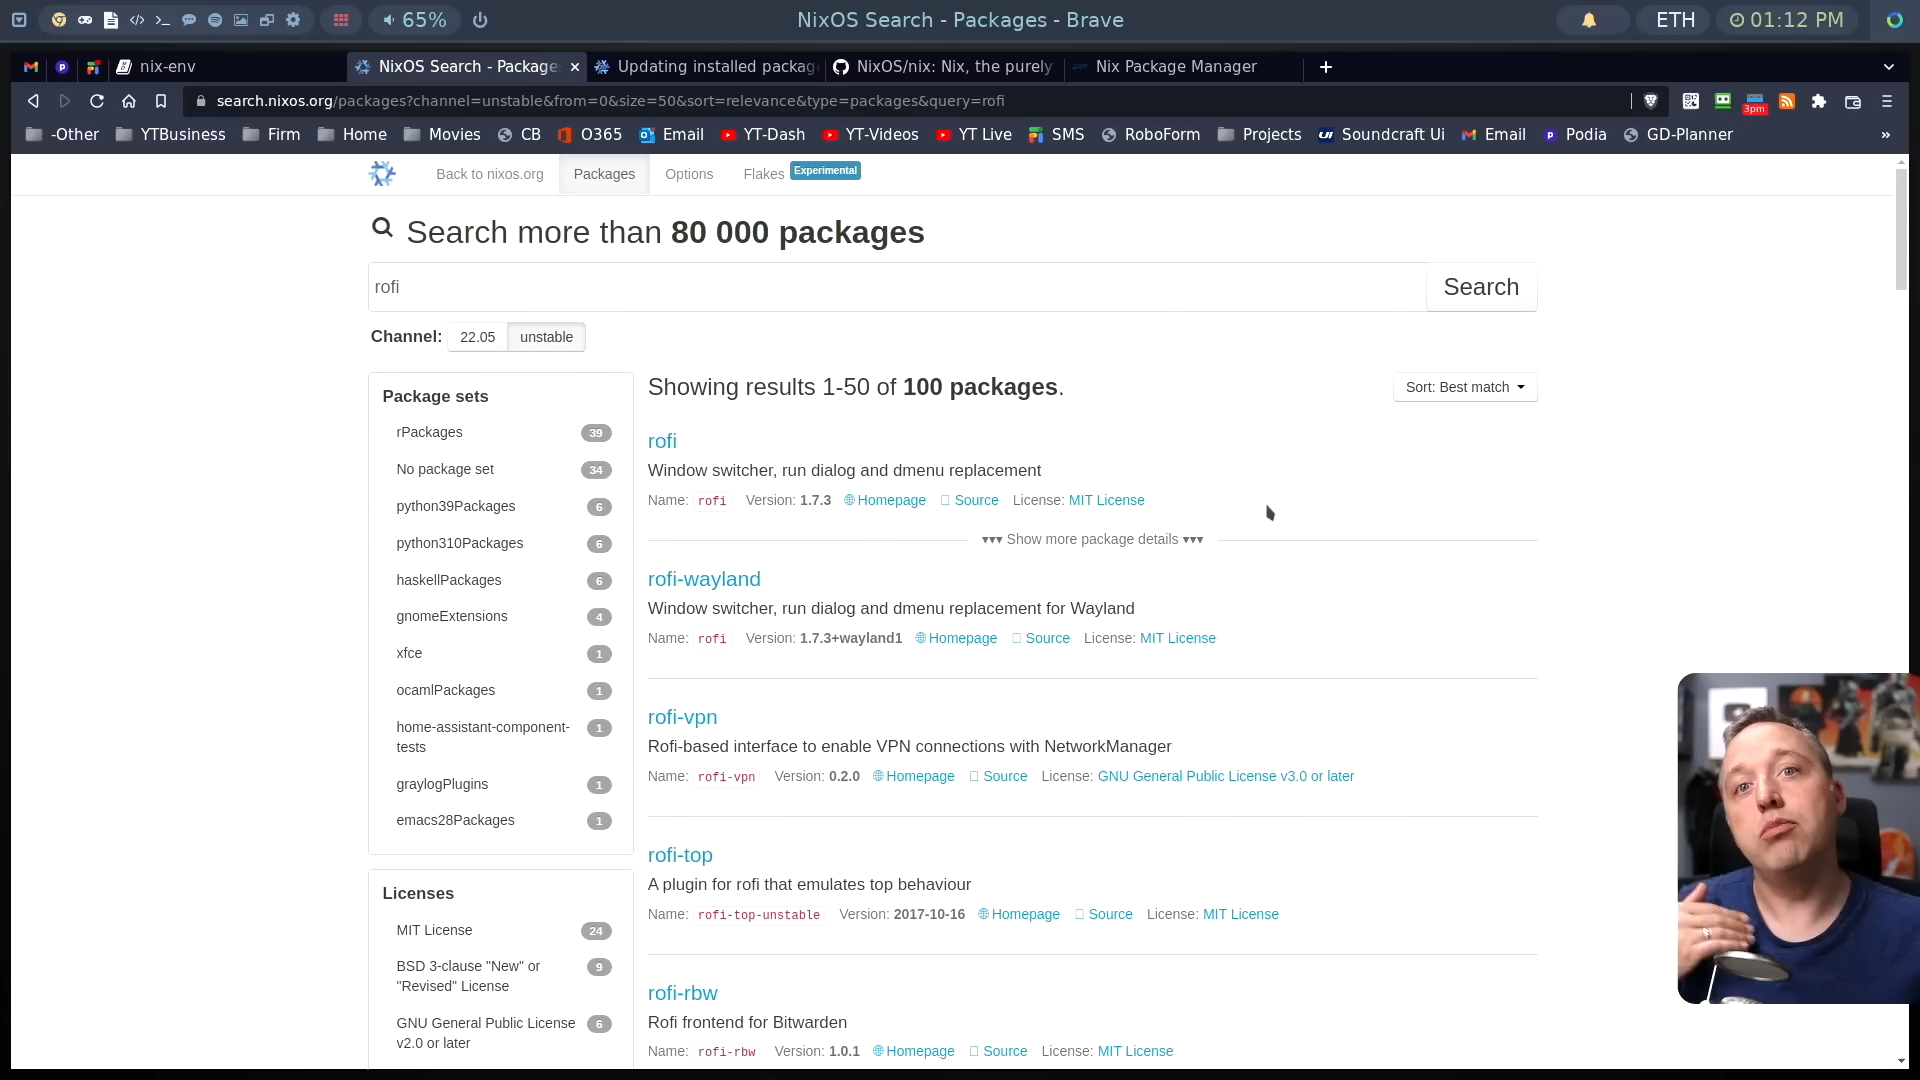 65%
NixOS Search - Packages - Brave
ETH
01:12 PM
nix-env
NixOS Search - Package
Updating installed packag
NixOS/nix: Nix, the purely
Nix Package Manager
search.nixos.org/packages?channel=unstable&from=0&size=50&sort=relevance&type=packages&query=rofi
3pm
-Other
YTBusiness
Firm
Home
Movies
CB
O365
Email
YT-Dash
YT-Videos
YT Live
SMS
RoboForm
Projects
Soundcraft Ui
Email
Podia
GD-Planner
»
Back to nixos.org
Packages
Options
Flakes
Experimental
Search more than 80 000 packages
rofi
Search
Channel:
22.05
unstable
Package sets
rPackages 39
No package set 34
python39Packages 6
python310Packages 6
haskellPackages 6
gnomeExtensions 4
xfce 1
ocamlPackages 1
home-assistant-component- 1
tests
graylogPlugins 1
emacs28Packages 1
Licenses
MIT License 24
BSD 3-clause "New" or 9
"Revised" License
GNU General Public License 6
v2.0 or later
Showing results 1-50 of 100 packages.
Sort: Best match
rofi
Window switcher, run dialog and dmenu replacement
Name: rofi Version: 1.7.3 Homepage Source License: MIT License
▾▾▾ Show more package details ▾▾▾
rofi-wayland
Window switcher, run dialog and dmenu replacement for Wayland
Name: rofi Version: 1.7.3+wayland1 Homepage Source License: MIT License
rofi-vpn
Rofi-based interface to enable VPN connections with NetworkManager
Name: rofi-vpn Version: 0.2.0 Homepage Source License: GNU General Public License v3.0 or later
rofi-top
A plugin for rofi that emulates top behaviour
Name: rofi-top-unstable Version: 2017-10-16 Homepage Source License: MIT License
rofi-rbw
Rofi frontend for Bitwarden
Name: rofi-rbw Version: 1.0.1 Homepage Source License: MIT License